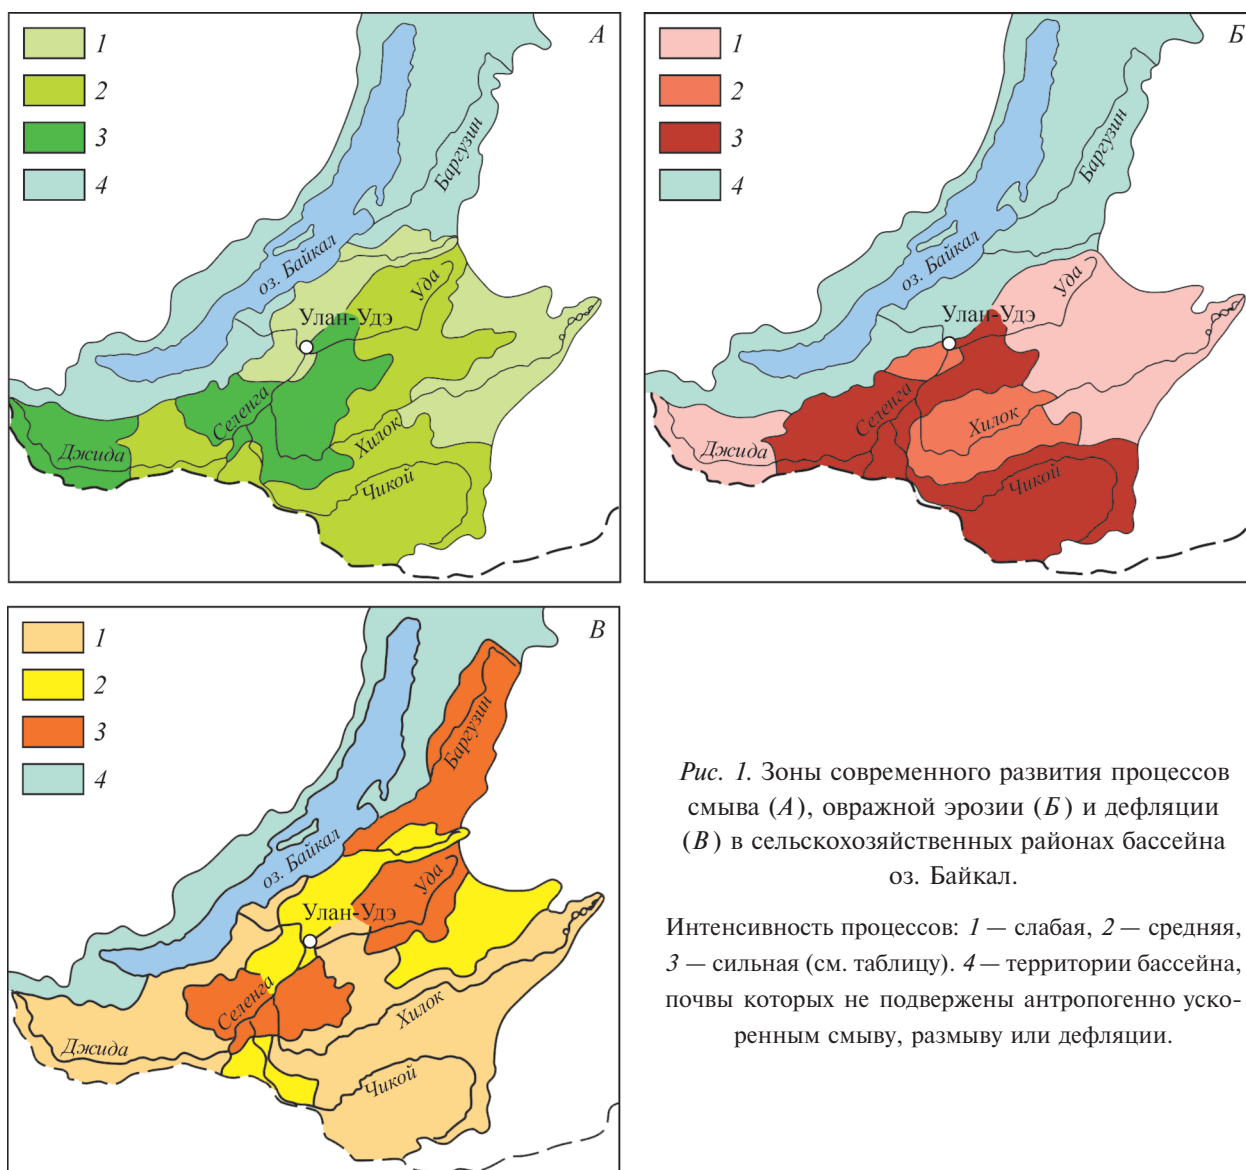 А
1
2
3
4
Баргузин
оз. Байкал
Уда
Улан-Удэ
Селенга
Хилок
Джида
Чикой
Б
1
2
3
4
Баргузин
оз. Байкал
Уда
Улан-Удэ
Селенга
Хилок
Джида
Чикой
В
1
2
3
4
Баргузин
оз. Байкал
Уда
Улан-Удэ
Селенга
Хилок
Джида
Чикой
Рис. 1. Зоны современного развития процессов
смыва (А), овражной эрозии (Б) и дефляции
(В) в сельскохозяйственных районах бассейна
оз. Байкал.
Интенсивность процессов: 1 — слабая, 2 — средняя,
3 — сильная (см. таблицу). 4 — территории бассейна,
почвы которых не подвержены антропогенно уско-
ренным смыву, размыву или дефляции.